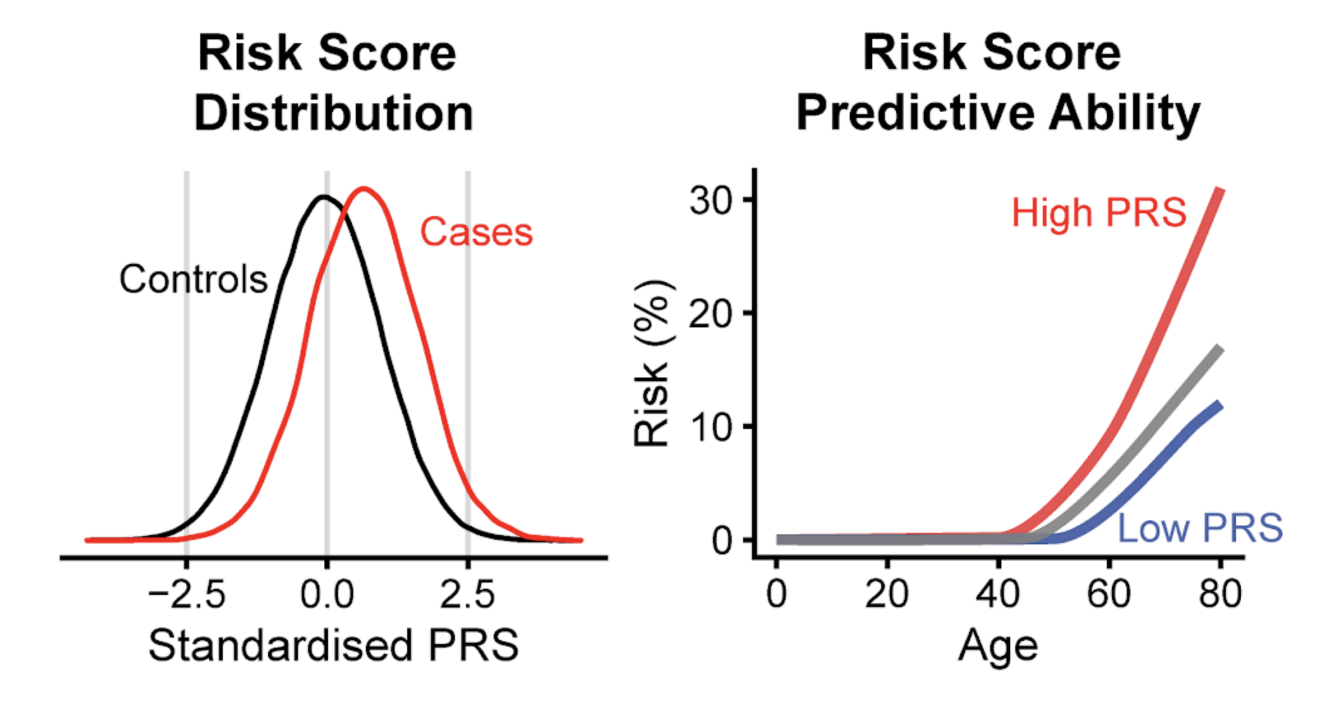 Risk Score
Distribution
Controls
Cases
−2.5
0.0
2.5
Standardised PRS
Risk Score
Predictive Ability
30
20
10
0
Risk (%)
High PRS
Low PRS
0
20
40
60
80
Age